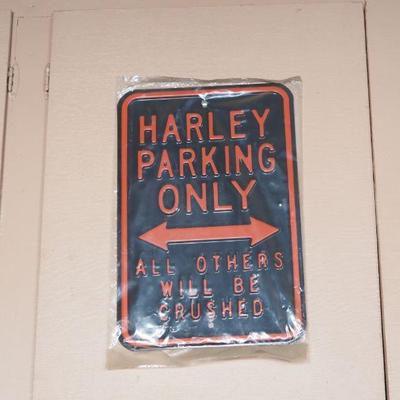 HARLEY
PARKING
ONLY
ALL OTHERS
WILL BE
CRUSHED